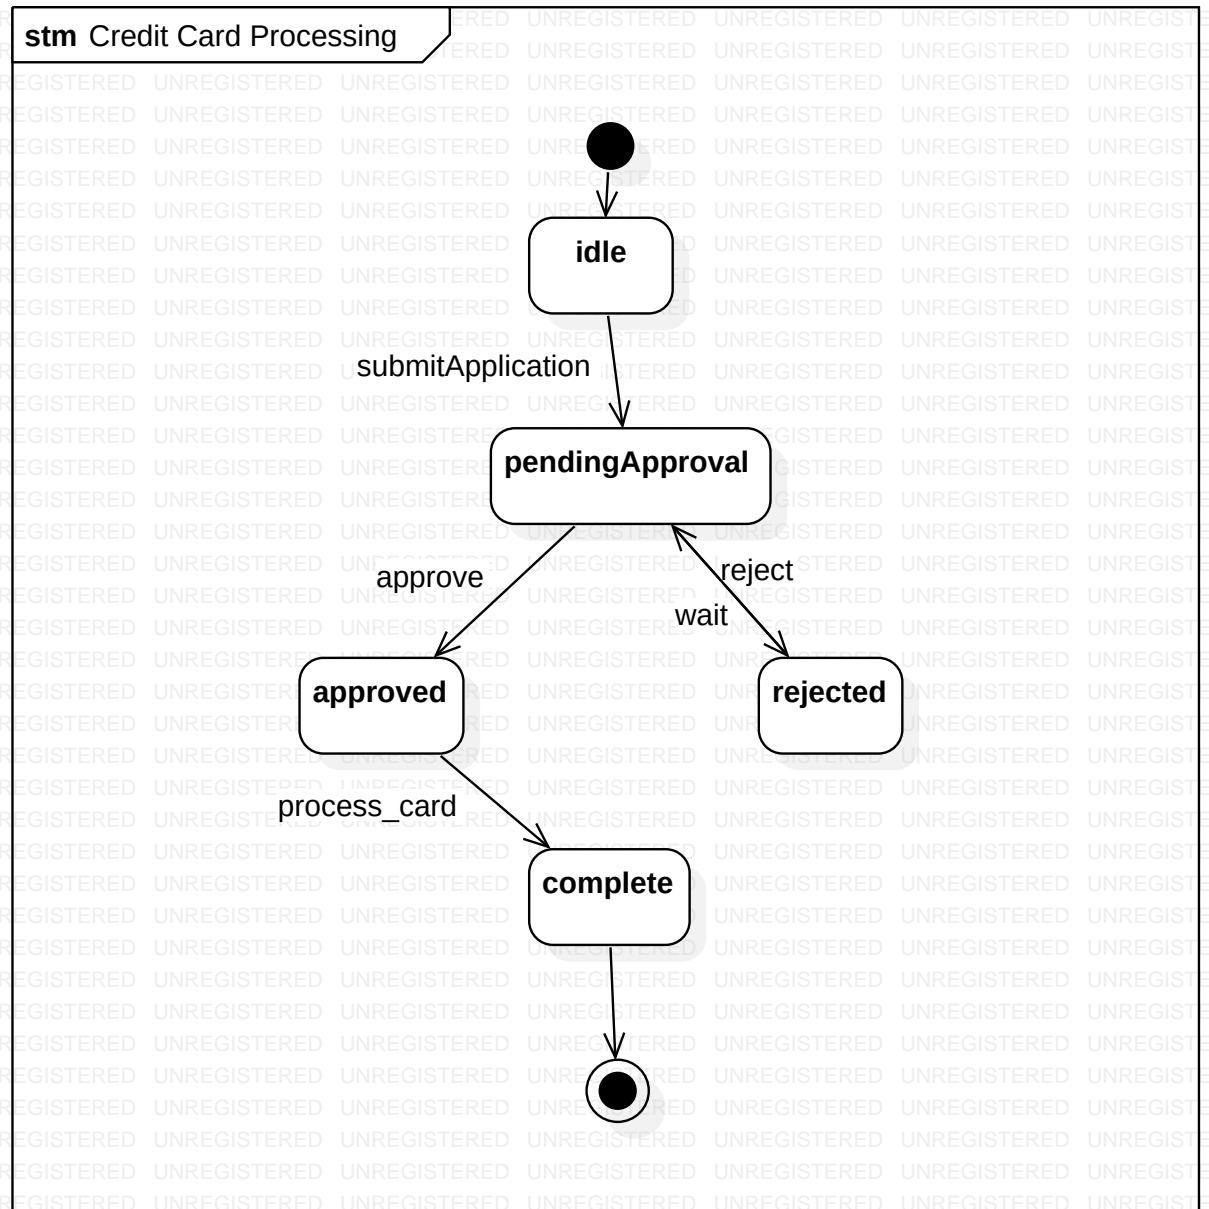 stm Credit Card Processing
idle
submitApplication
pendingApproval
approve
reject
wait
approved
rejected
process_card
complete
UNREGISTERED